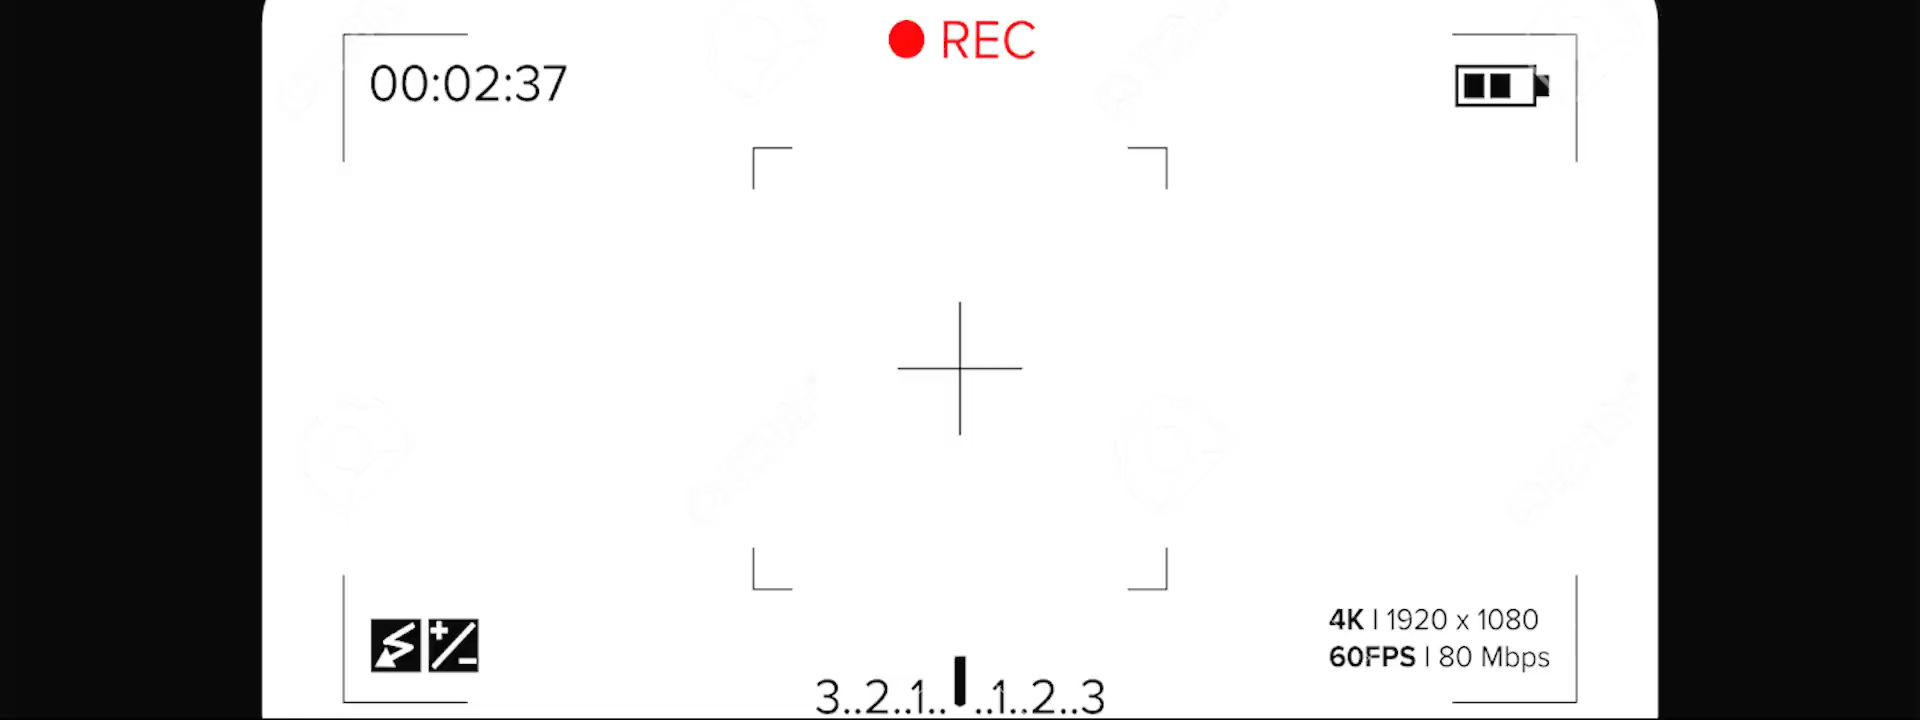 REC
00:02:37
4K | 1920 x 1080
60FPS | 80 Mbps
3..2..1.. ..1..2..3